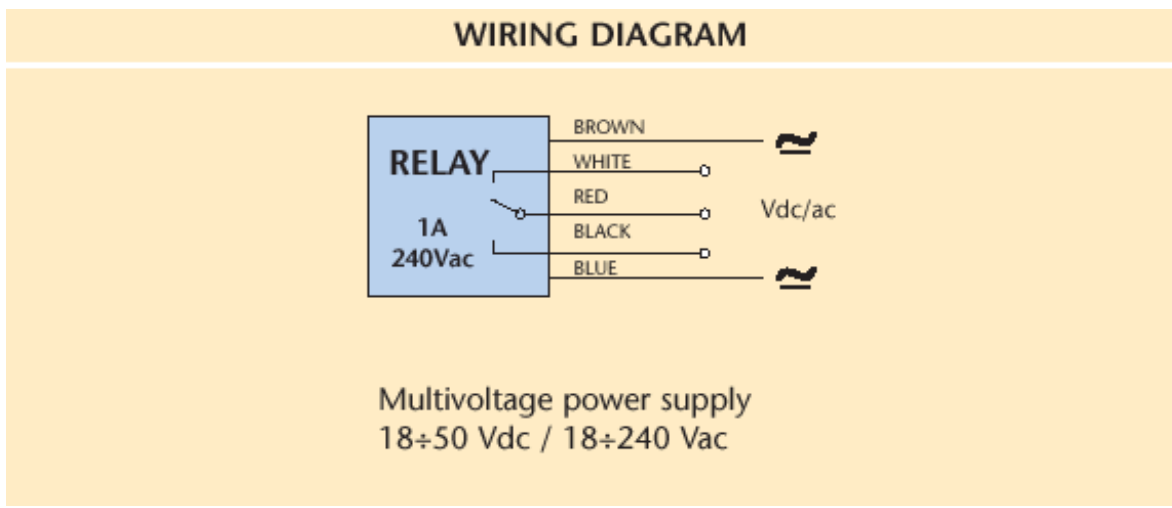 WIRING DIAGRAM
BROWN
RELAY
WHITE
RED
Vdc/ac
1A
BLACK
240Vac
BLUE
Multivoltage power supply
18÷50 Vdc / 18÷240 Vac